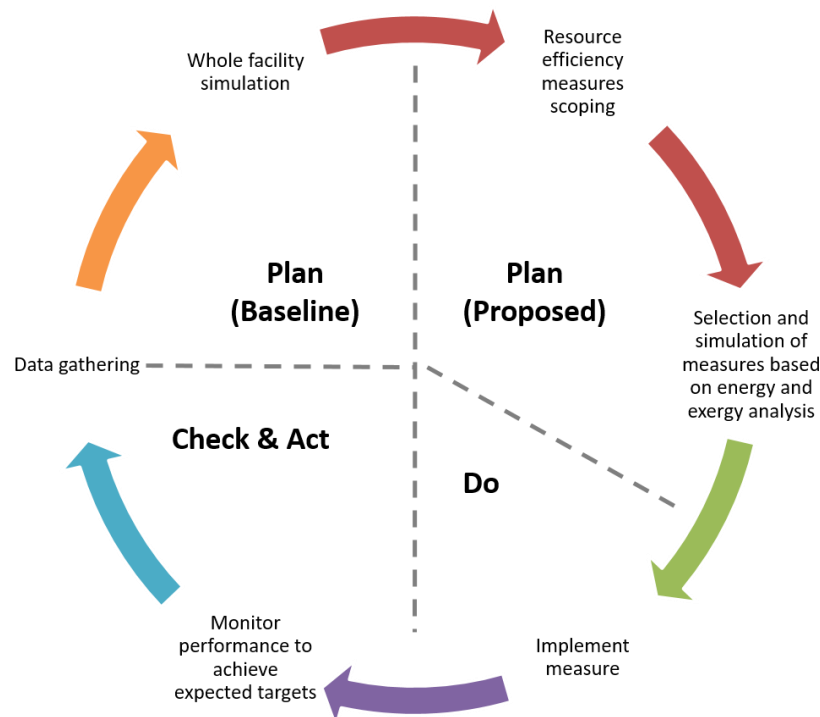 Whole facility
simulation
Resource
efficiency
measures
scoping
Plan
(Baseline)
Plan
(Proposed)
Data gathering
Selection and
simulation of
measures based
on energy and
exergy analysis
Check & Act
Do
Monitor
performance to
achieve
expected targets
Implement
measure